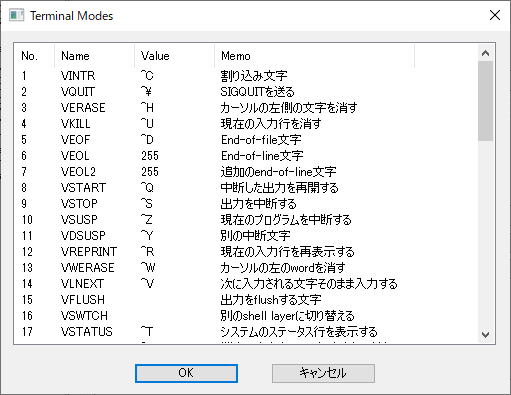 Terminal Modes
No. Name Value Memo
1 VINTR ^C 割り込み文字
2 VQUIT ^¥ SIGQUITを送る
3 VERASE ^H カーソルの左側の文字を消す
4 VKILL ^U 現在の入力行を消す
5 VEOF ^D End-of-file文字
6 VEOL 255 End-of-line文字
7 VEOL2 255 追加のend-of-line文字
8 VSTART ^Q 中断した出力を再開する
9 VSTOP ^S 出力を中断する
10 VSUSP ^Z 現在のプログラムを中断する
11 VDSUSP ^Y 別の中断文字
12 VREPRINT ^R 現在の入力行を再表示する
13 VWERASE ^W カーソルの左のwordを消す
14 VLNEXT ^V 次に入力される文字そのまま入力する
15 VFLUSH 出力をflushする文字
16 VSWTCH 別のshell layerに切り替える
17 VSTATUS ^T システムのステータス行を表示する
OK キャンセル